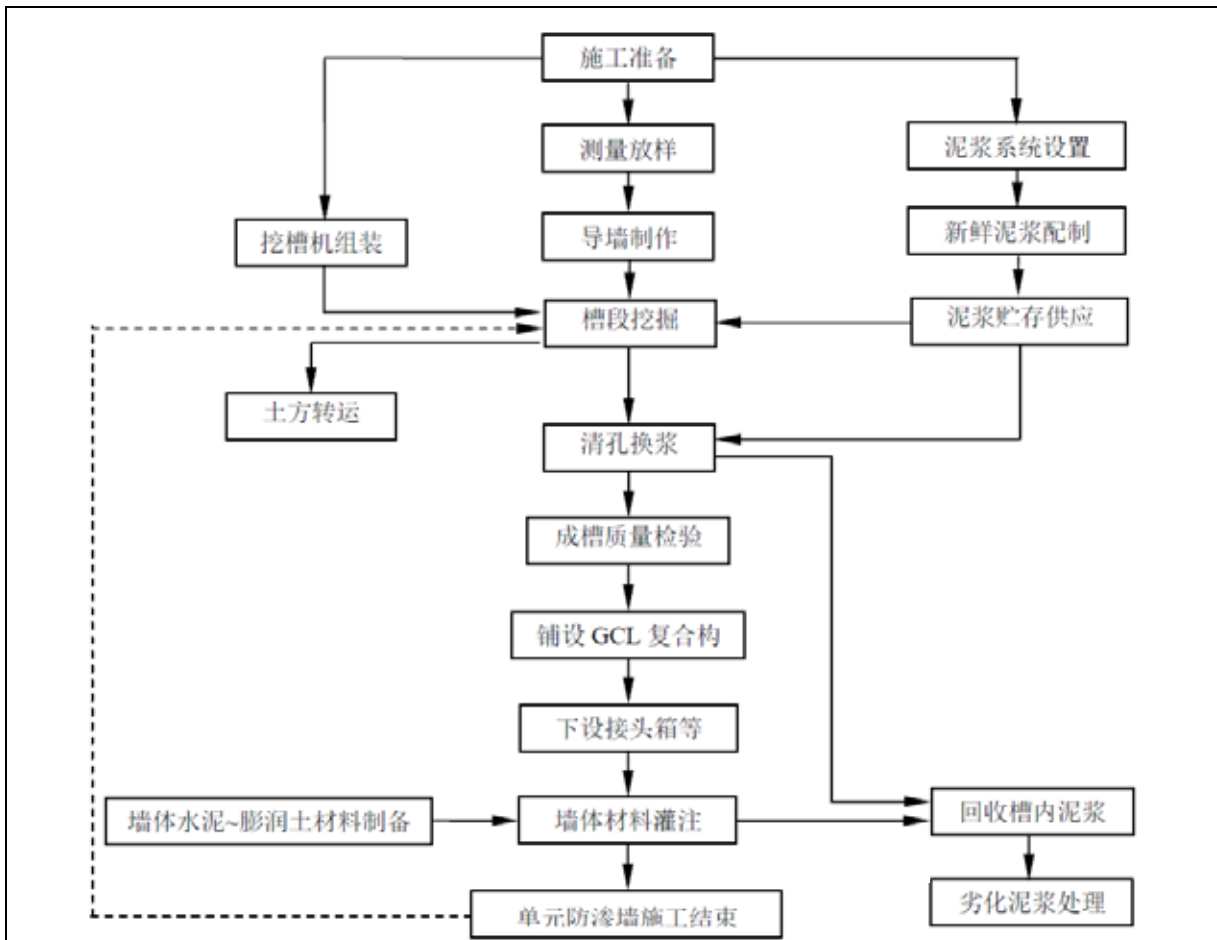 施工准备
测量放样
泥浆系统设置
挖槽机组装
导墙制作
新鲜泥浆配制
槽段挖掘
泥浆贮存供应
土方转运
清孔换浆
成槽质量检验
铺设 GCL 复合构
下设接头箱等
墙体水泥~膨润土材料制备
墙体材料灌注
回收槽内泥浆
单元防渗墙施工结束
劣化泥浆处理